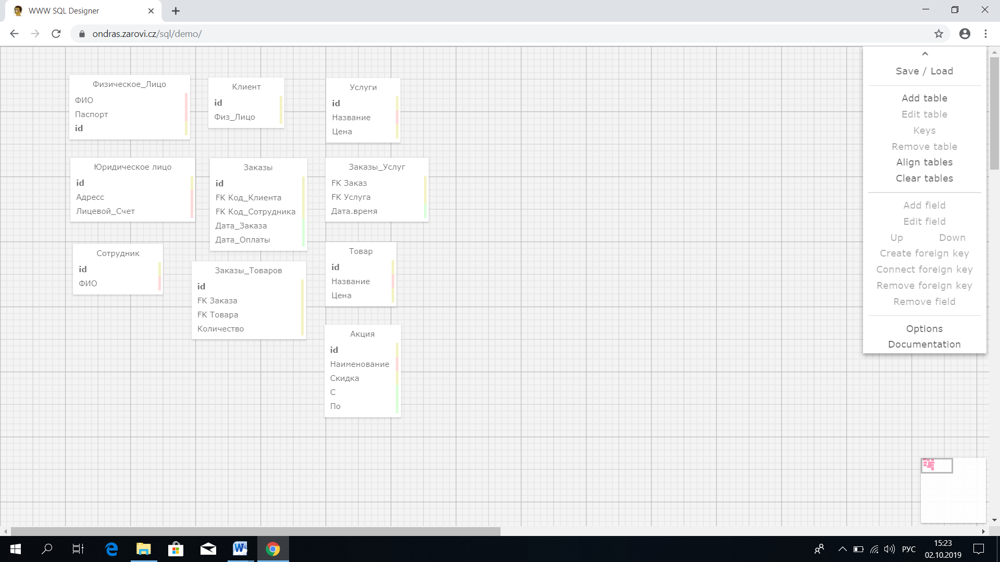 WWW SQL Designer
ondras.zarovi.cz/sql/demo/
Физическое_Лицо
ФИО
Паспорт
id
Клиент
id
Физ_Лицо
Услуги
id
Название
Цена
Юридическое лицо
id
Адресс
Лицевой_Счет
Заказы
id
FK Код_Клиента
FK Код_Сотрудника
Дата_Заказа
Дата_Оплаты
Заказы_Услуг
FK Заказ
FK Услуга
Дата.время
Сотрудник
id
ФИО
Заказы_Товаров
id
FK Заказа
FK Товара
Количество
Товар
id
Название
Цена
Акция
id
Наименование
Скидка
С
По
Save / Load
Add table
Edit table
Keys
Remove table
Align tables
Clear tables
Add field
Edit field
Up Down
Create foreign key
Connect foreign key
Remove foreign key
Remove field
Options
Documentation
РУС
15:23
02.10.2019